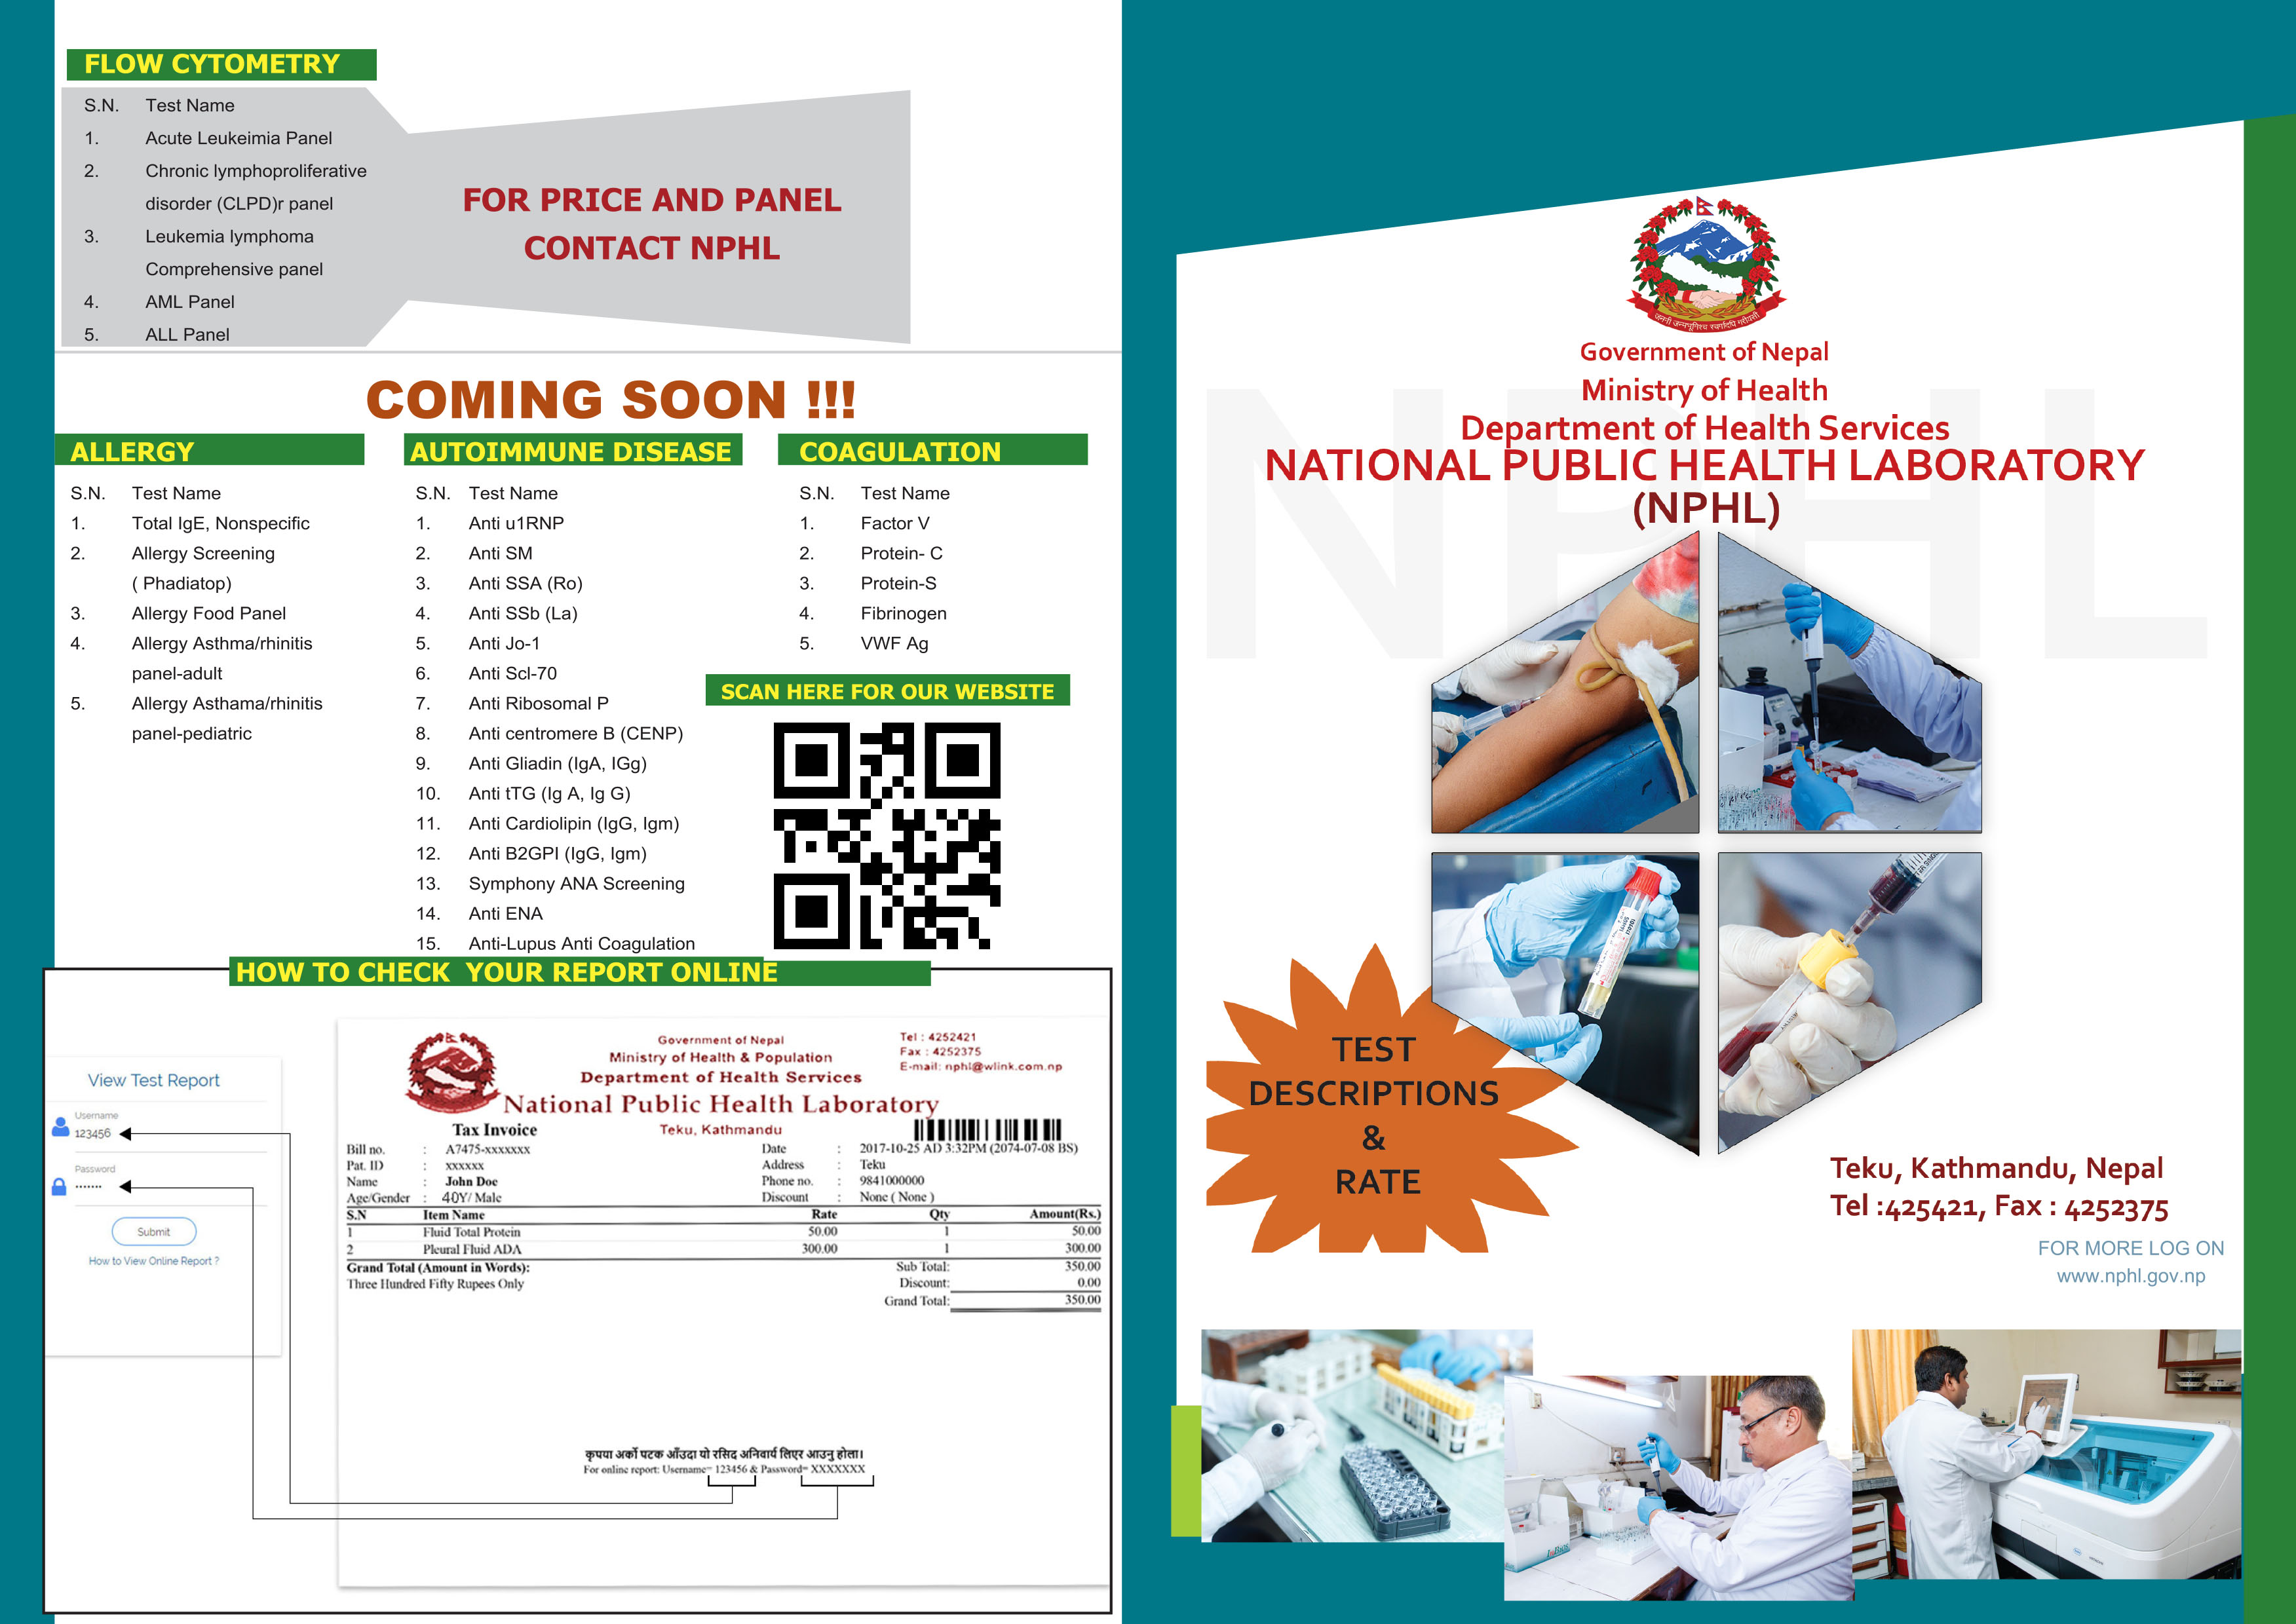 FLOW CYTOMETRY
S.N. Test Name
1. Acute Leukeimia Panel
2. Chronic lymphoproliferative
disorder (CLPD)r panel
3. Leukemia lymphoma
Comprehensive panel
4. AML Panel
5. ALL Panel
FOR PRICE AND PANEL
CONTACT NPHL
COMING SOON !!!
ALLERGY
S.N. Test Name
1. Total IgE, Nonspecific
2. Allergy Screening
( Phadiatop)
3. Allergy Food Panel
4. Allergy Asthma/rhinitis
panel-adult
5. Allergy Asthama/rhinitis
panel-pediatric
AUTOIMMUNE DISEASE
S.N. Test Name
1. Anti u1RNP
2. Anti SM
3. Anti SSA (Ro)
4. Anti SSb (La)
5. Anti Jo-1
6. Anti Scl-70
7. Anti Ribosomal P
8. Anti centromere B (CENP)
9. Anti Gliadin (IgA, IGg)
10. Anti tTG (Ig A, Ig G)
11. Anti Cardiolipin (IgG, Igm)
12. Anti B2GPI (IgG, Igm)
13. Symphony ANA Screening
14. Anti ENA
15. Anti-Lupus Anti Coagulation
COAGULATION
S.N. Test Name
1. Factor V
2. Protein- C
3. Protein-S
4. Fibrinogen
5. VWF Ag
SCAN HERE FOR OUR WEBSITE
HOW TO CHECK YOUR REPORT ONLINE
View Test Report
Username
123456
Password
.......
Submit
How to View Online Report ?
Government of Nepal
Ministry of Health & Population
Department of Health Services
National Public Health Laboratory
Teku, Kathmandu
Tel : 4252421
Fax : 4252375
E-mail: nphl@wlink.com.np
Tax Invoice
Bill no. : A7475-xxxxxxx Date : 2017-10-25 AD 3:32PM (2074-07-08 BS)
Pat. ID : xxxxxx Address : Teku
Name : John Doe Phone no. : 9841000000
Age/Gender : 40Y/ Male Discount : None ( None )
S.N Item Name Rate Qty Amount(Rs.)
1 Fluid Total Protein 50.00 1 50.00
2 Pleural Fluid ADA 300.00 1 300.00
Grand Total (Amount in Words): Sub Total: 350.00
Three Hundred Fifty Rupees Only Discount: 0.00
Grand Total: 350.00
कृपया अर्को पटक आँउदा यो रसिद अनिवार्य लिएर आउनु होला।
For online report: Username= 123456 & Password= XXXXXXX
NPHL
जननी जन्मभूमिश्च स्वर्गादपि गरीयसी
Government of Nepal
Ministry of Health
Department of Health Services
NATIONAL PUBLIC HEALTH LABORATORY
(NPHL)
TEST
DESCRIPTIONS
&
RATE
Teku, Kathmandu, Nepal
Tel :425421, Fax : 4252375
FOR MORE LOG ON
www.nphl.gov.np